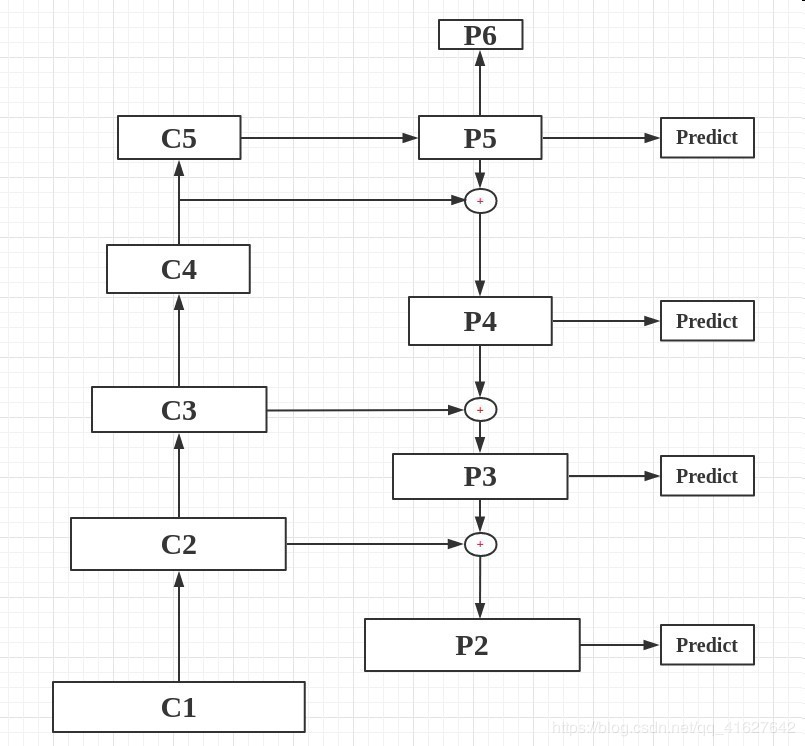 P6
C5
P5
Predict
+
C4
P4
Predict
C3
+
P3
Predict
C2
+
P2
Predict
C1
https://blog.csdn.net/qq_41627642